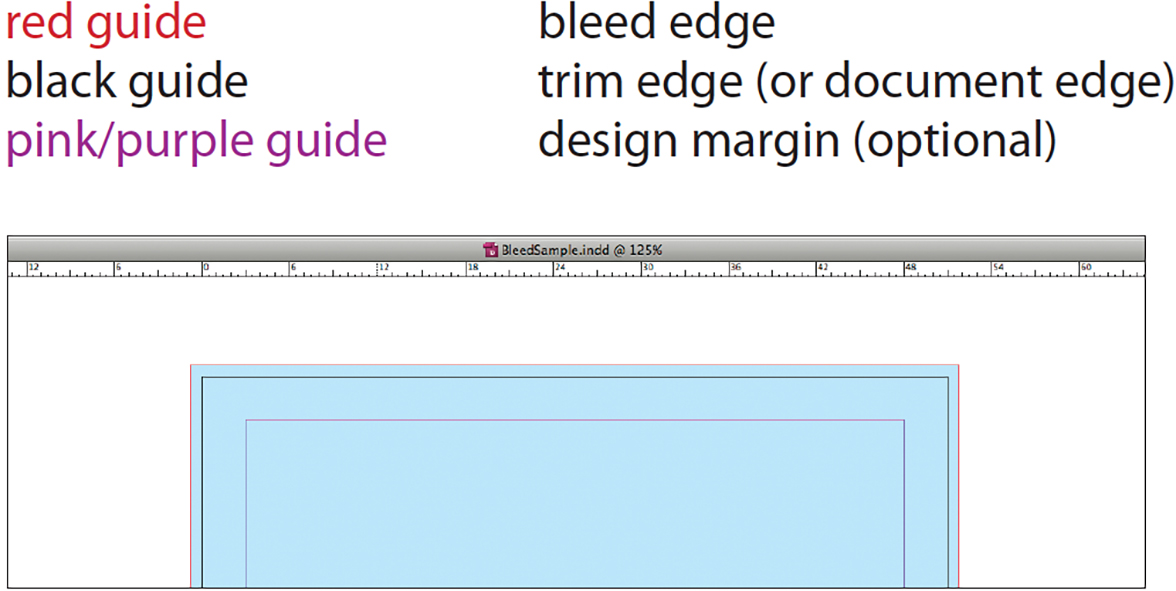 red guide bleed edge
black guide trim edge (or document edge)
pink/purple guide design margin (optional)
BleedSample.indd @ 125%
12 6 0 6 12 18 24 30 36 42 48 54 60